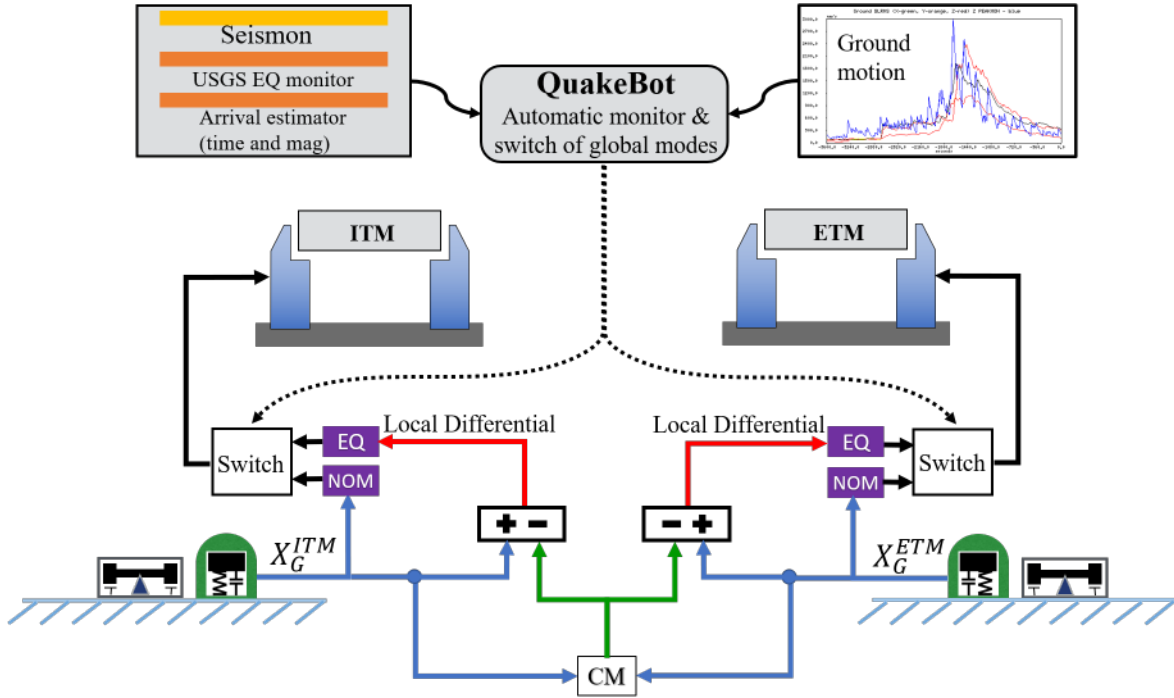 Seismon
USGS EQ monitor
Arrival estimator
(time and mag)
QuakeBot
Automatic monitor &
switch of global modes
Ground
motion
ITM
ETM
Local Differential
Local Differential
EQ
EQ
Switch
Switch
NOM
NOM
+ -
- +
X_G^{ITM}
X_G^{ETM}
CM